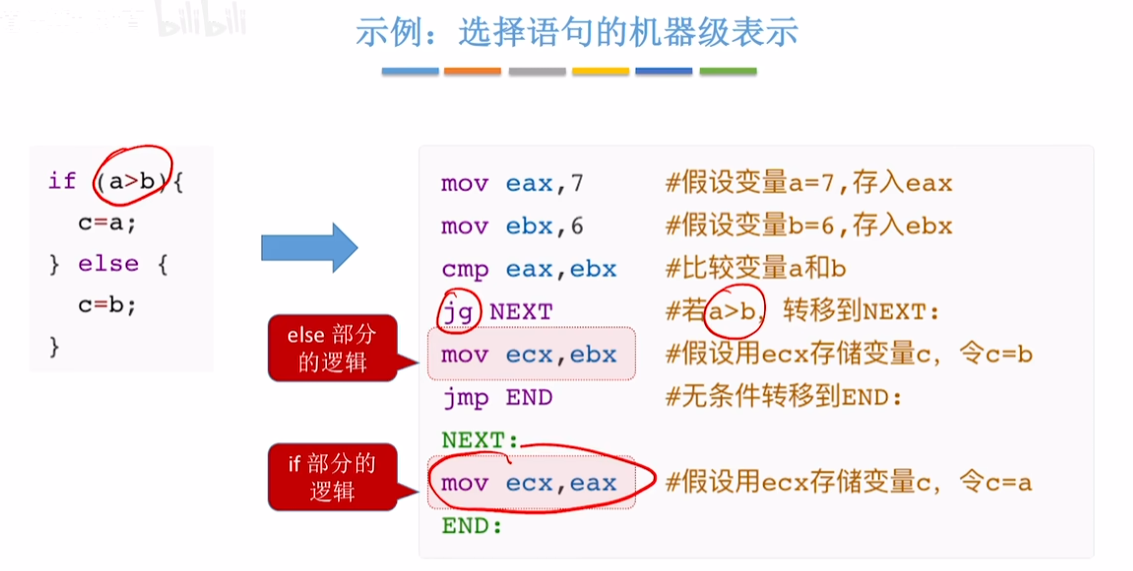 bilibili
示例：选择语句的机器级表示
if (a>b){
c=a;
} else {
c=b;
}
mov eax,7 #假设变量a=7,存入eax
mov ebx,6 #假设变量b=6,存入ebx
cmp eax,ebx #比较变量a和b
jg NEXT #若a>b，转移到NEXT:
else 部分
的逻辑
mov ecx,ebx #假设用ecx存储变量c，令c=b
jmp END #无条件转移到END:
NEXT:
if 部分的
逻辑
mov ecx,eax #假设用ecx存储变量c，令c=a
END: